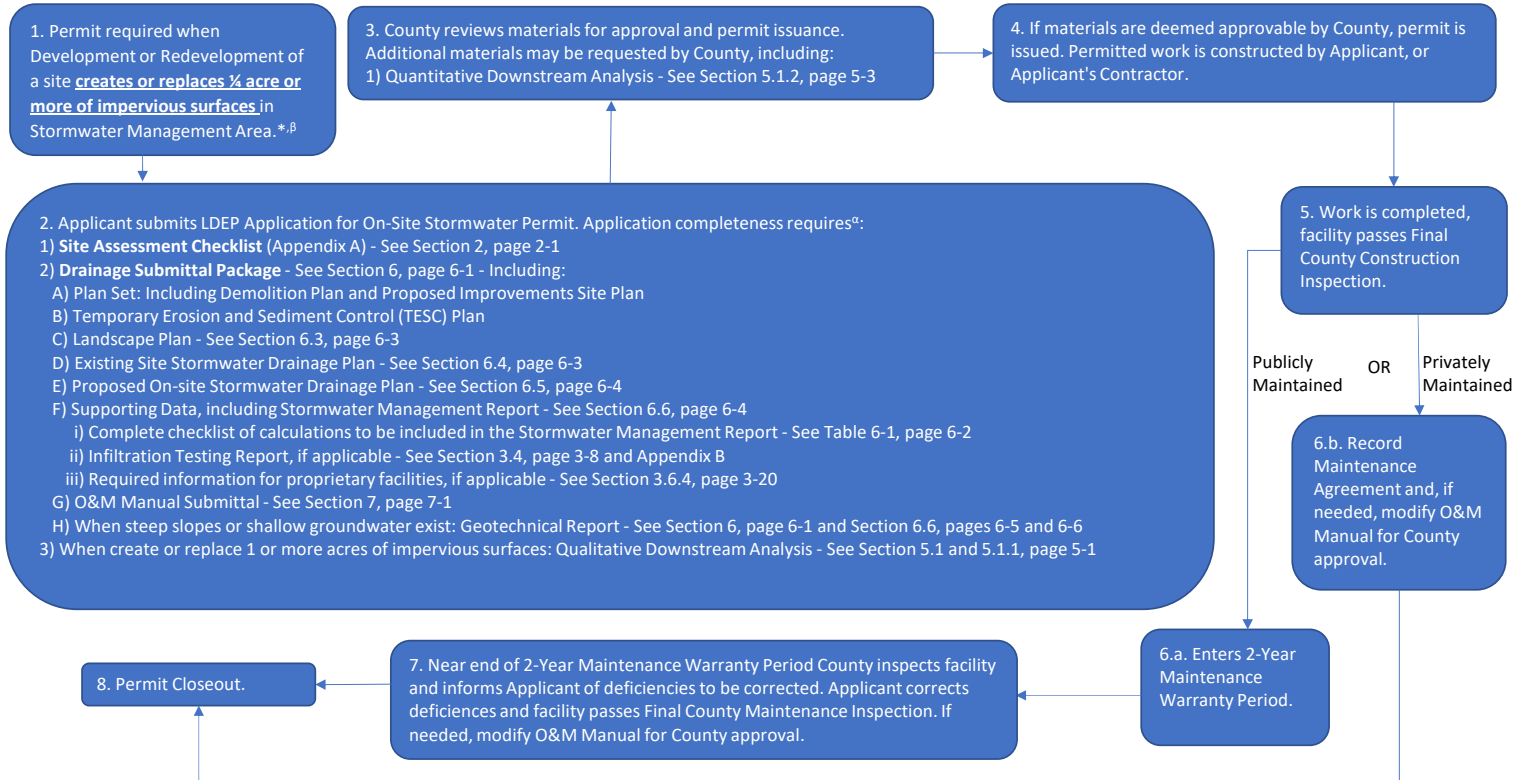 1. Permit required when
Development or Redevelopment of
a site creates or replaces ¼ acre or
more of impervious surfaces in
Stormwater Management Area.*,β
2. Applicant submits LDEP Application for On-Site Stormwater Permit. Application completeness requiresα:
1) Site Assessment Checklist (Appendix A) - See Section 2, page 2-1
2) Drainage Submittal Package - See Section 6, page 6-1 - Including:
A) Plan Set: Including Demolition Plan and Proposed Improvements Site Plan
B) Temporary Erosion and Sediment Control (TESC) Plan
C) Landscape Plan - See Section 6.3, page 6-3
D) Existing Site Stormwater Drainage Plan - See Section 6.4, page 6-3
E) Proposed On-site Stormwater Drainage Plan - See Section 6.5, page 6-4
F) Supporting Data, including Stormwater Management Report - See Section 6.6, page 6-4
i) Complete checklist of calculations to be included in the Stormwater Management Report - See Table 6-1, page 6-2
ii) Infiltration Testing Report, if applicable - See Section 3.4, page 3-8 and Appendix B
iii) Required information for proprietary facilities, if applicable - See Section 3.6.4, page 3-20
G) O&M Manual Submittal - See Section 7, page 7-1
H) When steep slopes or shallow groundwater exist: Geotechnical Report - See Section 6, page 6-1 and Section 6.6, pages 6-5 and 6-6
3) When create or replace 1 or more acres of impervious surfaces: Qualitative Downstream Analysis - See Section 5.1 and 5.1.1, page 5-1
3. County reviews materials for approval and permit issuance.
Additional materials may be requested by County, including:
1) Quantitative Downstream Analysis - See Section 5.1.2, page 5-3
4. If materials are deemed approvable by County, permit is
issued. Permitted work is constructed by Applicant, or
Applicant's Contractor.
5. Work is completed,
facility passes Final
County Construction
Inspection.
Publicly
Maintained
OR
Privately
Maintained
6.b. Record
Maintenance
Agreement and, if
needed, modify O&M
Manual for County
approval.
6.a. Enters 2-Year
Maintenance
Warranty Period.
7. Near end of 2-Year Maintenance Warranty Period County inspects facility
and informs Applicant of deficiencies to be corrected. Applicant corrects
deficiences and facility passes Final County Maintenance Inspection. If
needed, modify O&M Manual for County approval.
8. Permit Closeout.